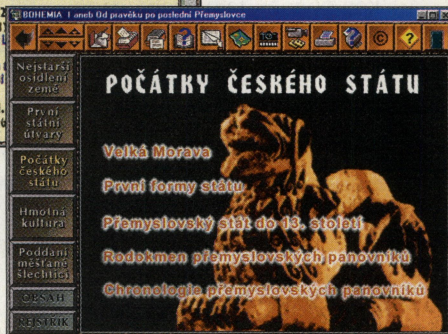 BOHEMIA I aneb Od pravěku po poslední Přemyslovce
Nejstarší
osídlení
země
První
státní
útvary
Počátky
českého
státu
Hmotná
kultura
Poddaní
měšťané
šlechtici
OBSAH
REJSTŘÍK
POČÁTKY ČESKÉHO STÁTU
Velká Morava
První formy státu
Přemyslovský stát do 13. století
Rodokmen přemyslovských panovníků
Chronologie přemyslovských panovníků